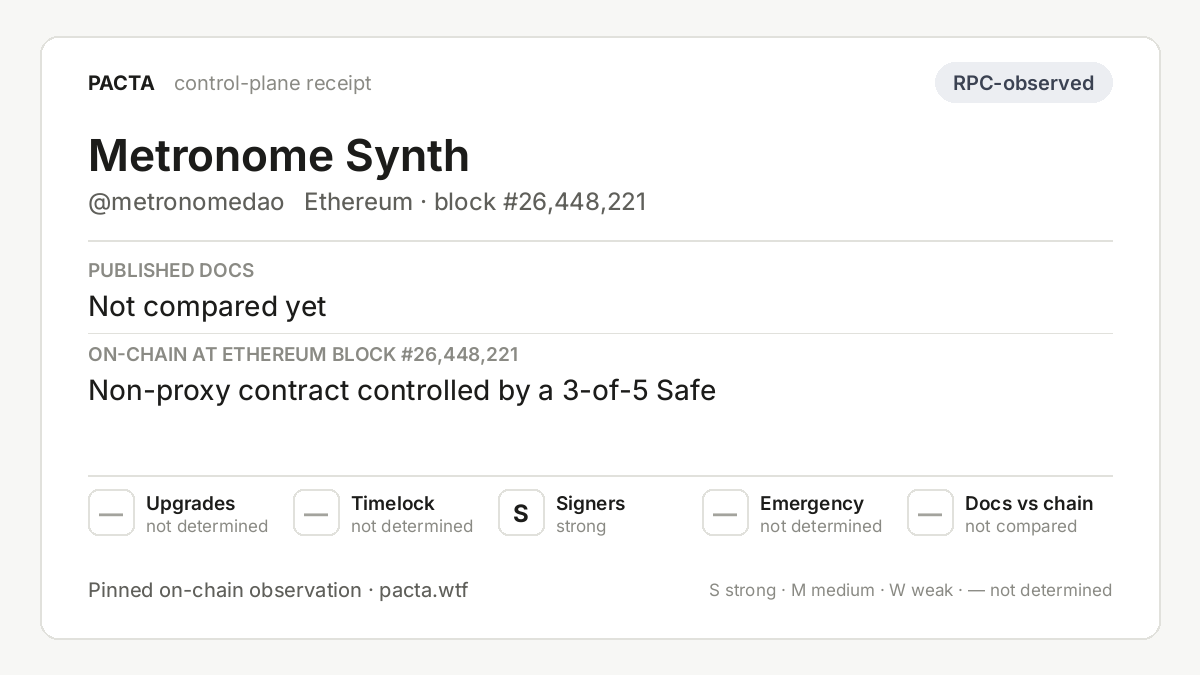 PACTA control-plane receipt RPC-observed
Metronome Synth
@metronomedao Ethereum · block #26,448,221
PUBLISHED DOCS
Not compared yet
ON-CHAIN AT ETHEREUM BLOCK #26,448,221
Non-proxy contract controlled by a 3-of-5 Safe
— Upgrades not determined
— Timelock not determined
S Signers strong
— Emergency not determined
— Docs vs chain not compared
Pinned on-chain observation · pacta.wtf
S strong · M medium · W weak · — not determined